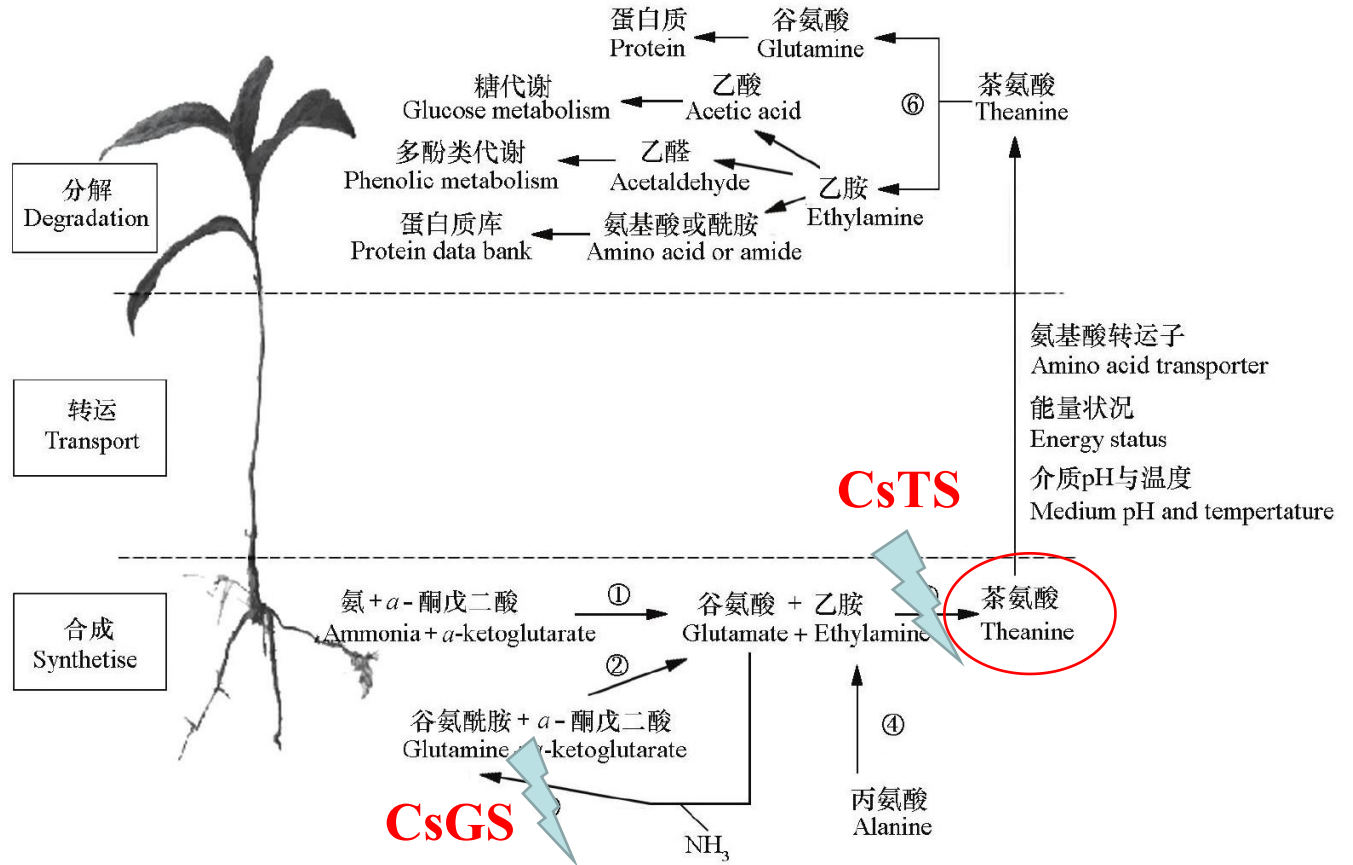 蛋白质
Protein
谷氨酸
Glutamine
糖代谢
Glucose metabolism
乙酸
Acetic acid
⑥
茶氨酸
Theanine
多酚类代谢
Phenolic metabolism
乙醛
Acetaldehyde
乙胺
Ethylamine
蛋白质库
Protein data bank
氨基酸或酰胺
Amino acid or amide
分解
Degradation
转运
Transport
氨基酸转运子
Amino acid transporter
能量状况
Energy status
介质pH与温度
Medium pH and tempertature
CsTS
合成
Synthetise
氨+a-酮戊二酸
Ammonia+a-ketoglutarate
①
谷氨酸 + 乙胺
Glutamate + Ethylamine
茶氨酸
Theanine
②
谷氨酰胺+a-酮戊二酸
Glutamine a-ketoglutarate
④
丙氨酸
Alanine
CsGS
NH3